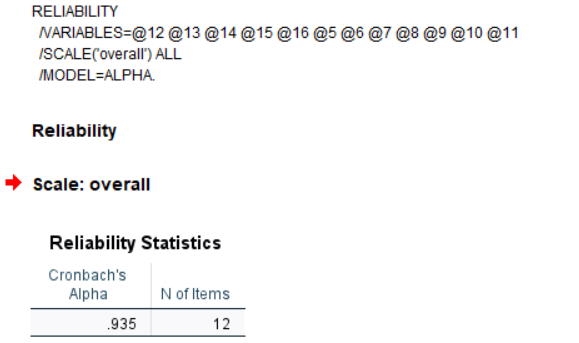 RELIABILITY
/VARIABLES=@12 @13 @14 @15 @16 @5 @6 @7 @8 @9 @10 @11
/SCALE('overall') ALL
/MODEL=ALPHA.
Reliability
Scale: overall
Reliability Statistics
Cronbach's
Alpha N of Items
.935 12